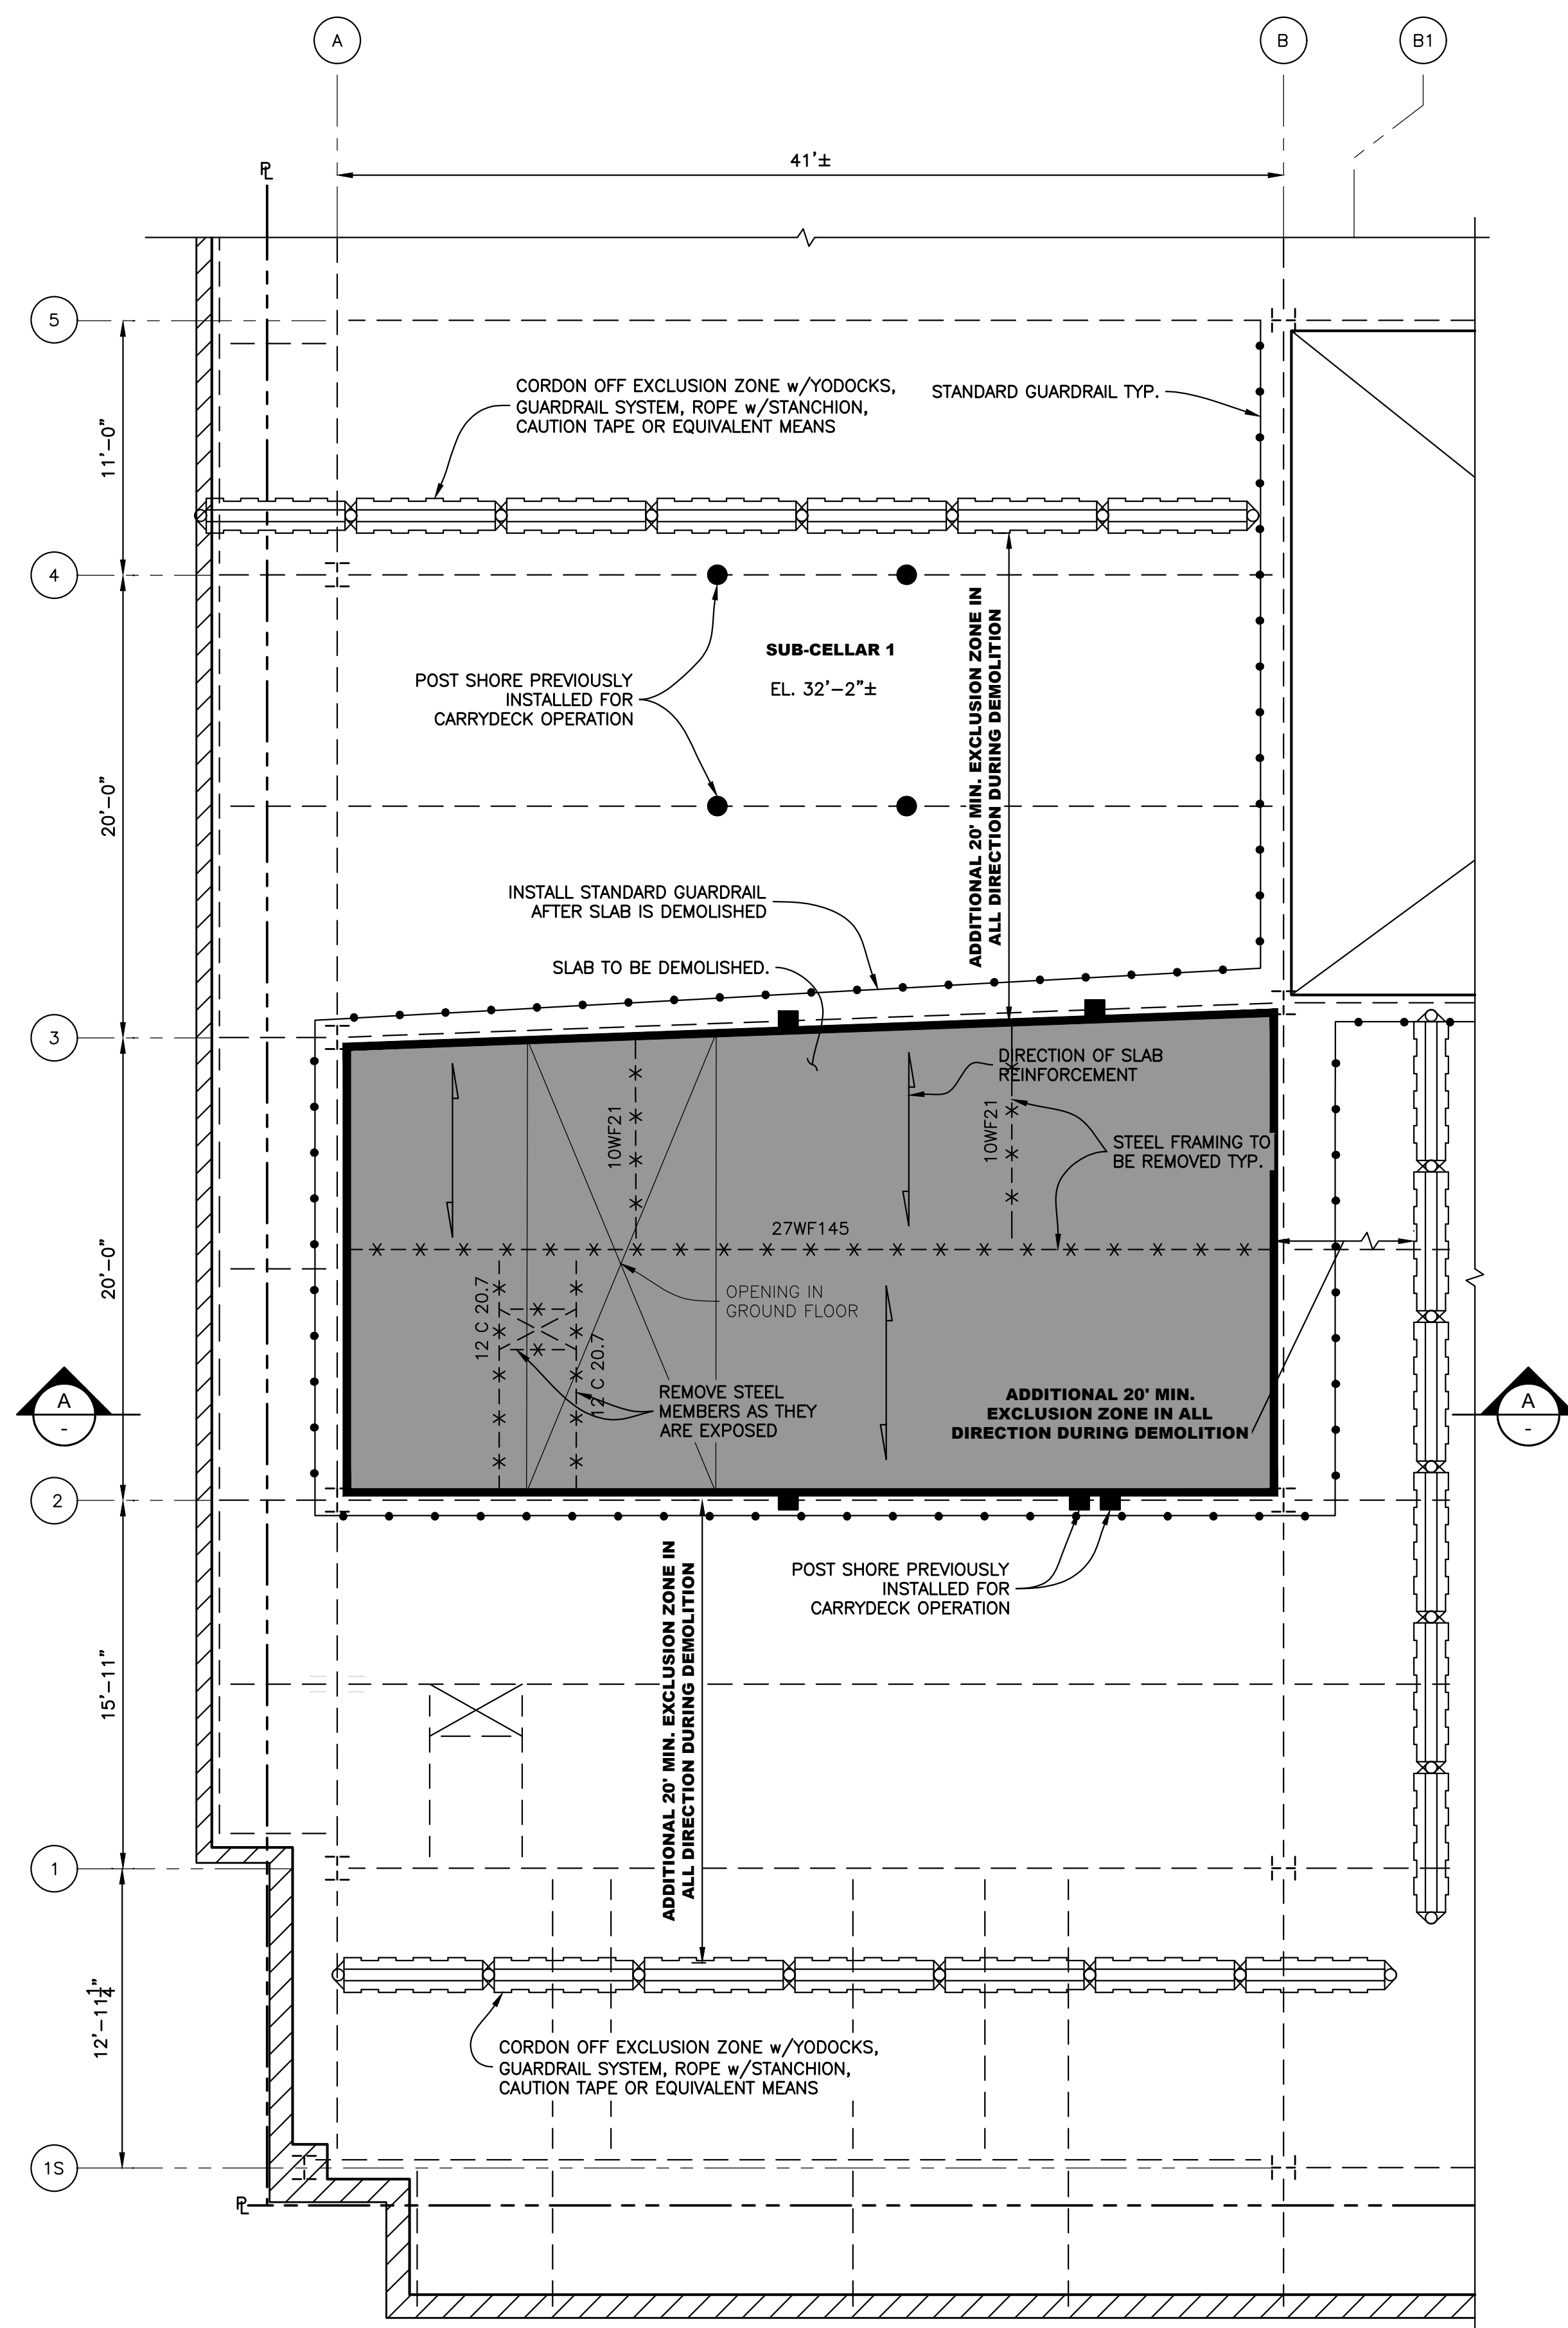 A
B
B1
41'±
PL
5
CORDON OFF EXCLUSION ZONE w/YODOCKS,
GUARDRAIL SYSTEM, ROPE w/STANCHION,
CAUTION TAPE OR EQUIVALENT MEANS
STANDARD GUARDRAIL TYP.
11'-0"
4
SUB-CELLAR 1
EL. 32'-2"±
POST SHORE PREVIOUSLY
INSTALLED FOR
CARRYDECK OPERATION
ADDITIONAL 20' MIN. EXCLUSION ZONE IN
ALL DIRECTION DURING DEMOLITION
20'-0"
INSTALL STANDARD GUARDRAIL
AFTER SLAB IS DEMOLISHED
SLAB TO BE DEMOLISHED.
3
DIRECTION OF SLAB
REINFORCEMENT
10WF21
10WF21
STEEL FRAMING TO
BE REMOVED TYP.
27WF145
20'-0"
OPENING IN
GROUND FLOOR
12 C 20.7
12 C 20.7
REMOVE STEEL
MEMBERS AS THEY
ARE EXPOSED
ADDITIONAL 20' MIN.
EXCLUSION ZONE IN ALL
DIRECTION DURING DEMOLITION
A
-
A
-
2
POST SHORE PREVIOUSLY
INSTALLED FOR
CARRYDECK OPERATION
ADDITIONAL 20' MIN. EXCLUSION ZONE IN
ALL DIRECTION DURING DEMOLITION
15'-11"
1
12'-11 1/4"
CORDON OFF EXCLUSION ZONE w/YODOCKS,
GUARDRAIL SYSTEM, ROPE w/STANCHION,
CAUTION TAPE OR EQUIVALENT MEANS
1S
PL